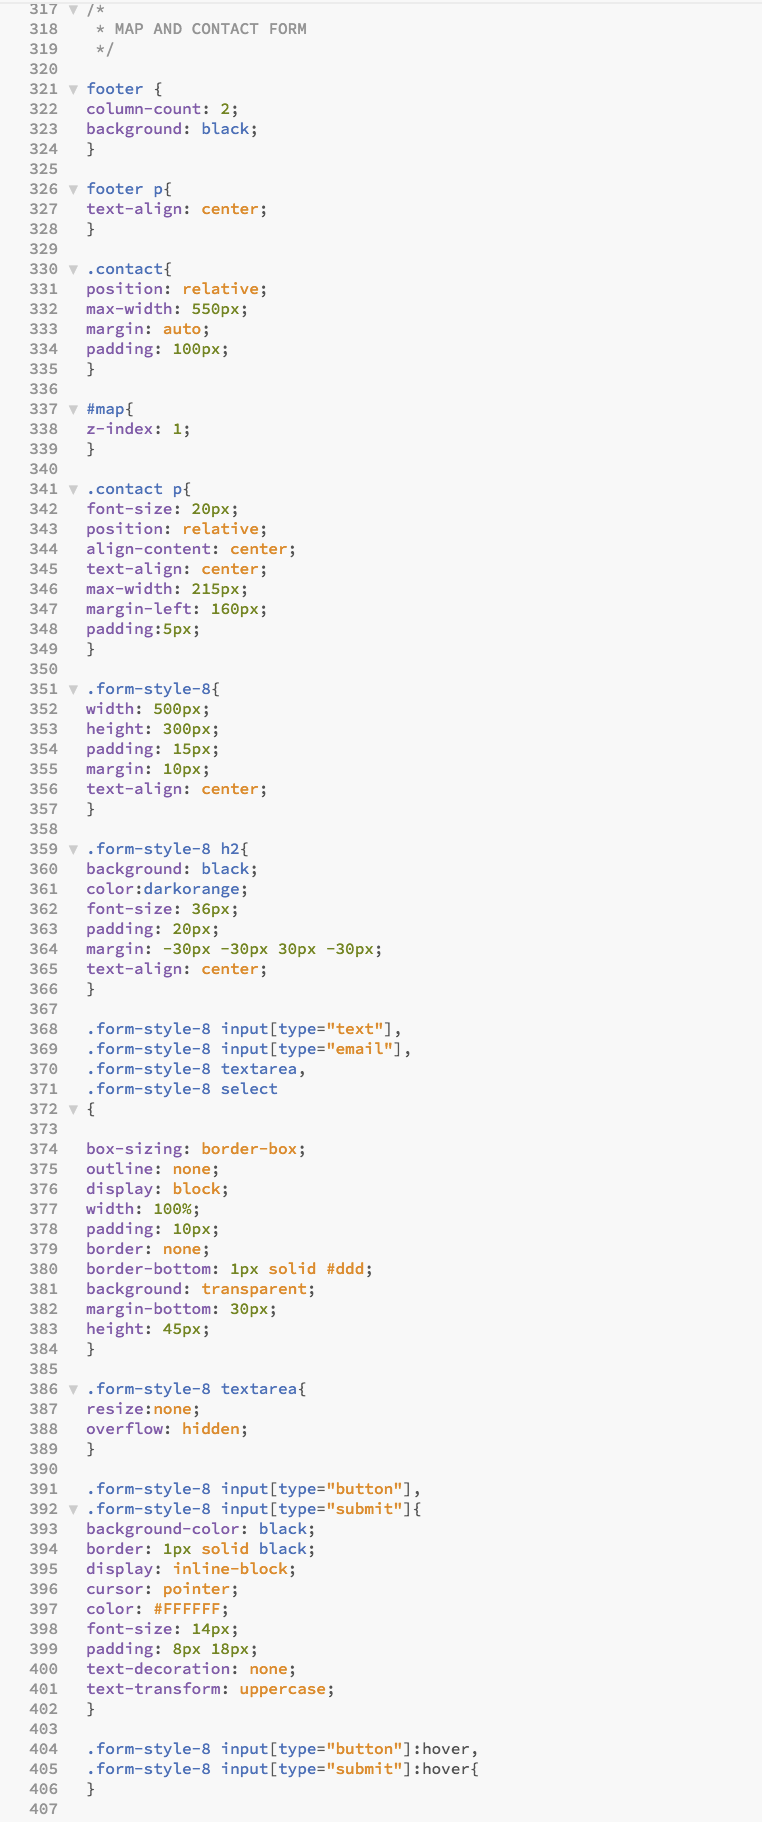 317 ▼ /*
318 * MAP AND CONTACT FORM
319 */
320
321 ▼ footer {
322 column-count: 2;
323 background: black;
324 }
325
326 ▼ footer p{
327 text-align: center;
328 }
329
330 ▼ .contact{
331 position: relative;
332 max-width: 550px;
333 margin: auto;
334 padding: 100px;
335 }
336
337 ▼ #map{
338 z-index: 1;
339 }
340
341 ▼ .contact p{
342 font-size: 20px;
343 position: relative;
344 align-content: center;
345 text-align: center;
346 max-width: 215px;
347 margin-left: 160px;
348 padding:5px;
349 }
350
351 ▼ .form-style-8{
352 width: 500px;
353 height: 300px;
354 padding: 15px;
355 margin: 10px;
356 text-align: center;
357 }
358
359 ▼ .form-style-8 h2{
360 background: black;
361 color:darkorange;
362 font-size: 36px;
363 padding: 20px;
364 margin: -30px -30px 30px -30px;
365 text-align: center;
366 }
367
368 .form-style-8 input[type="text"],
369 .form-style-8 input[type="email"],
370 .form-style-8 textarea,
371 .form-style-8 select
372 ▼ {
373
374 box-sizing: border-box;
375 outline: none;
376 display: block;
377 width: 100%;
378 padding: 10px;
379 border: none;
380 border-bottom: 1px solid #ddd;
381 background: transparent;
382 margin-bottom: 30px;
383 height: 45px;
384 }
385
386 ▼ .form-style-8 textarea{
387 resize:none;
388 overflow: hidden;
389 }
390
391 .form-style-8 input[type="button"],
392 ▼ .form-style-8 input[type="submit"]{
393 background-color: black;
394 border: 1px solid black;
395 display: inline-block;
396 cursor: pointer;
397 color: #FFFFFF;
398 font-size: 14px;
399 padding: 8px 18px;
400 text-decoration: none;
401 text-transform: uppercase;
402 }
403
404 .form-style-8 input[type="button"]:hover,
405 .form-style-8 input[type="submit"]:hover{
406 }
407